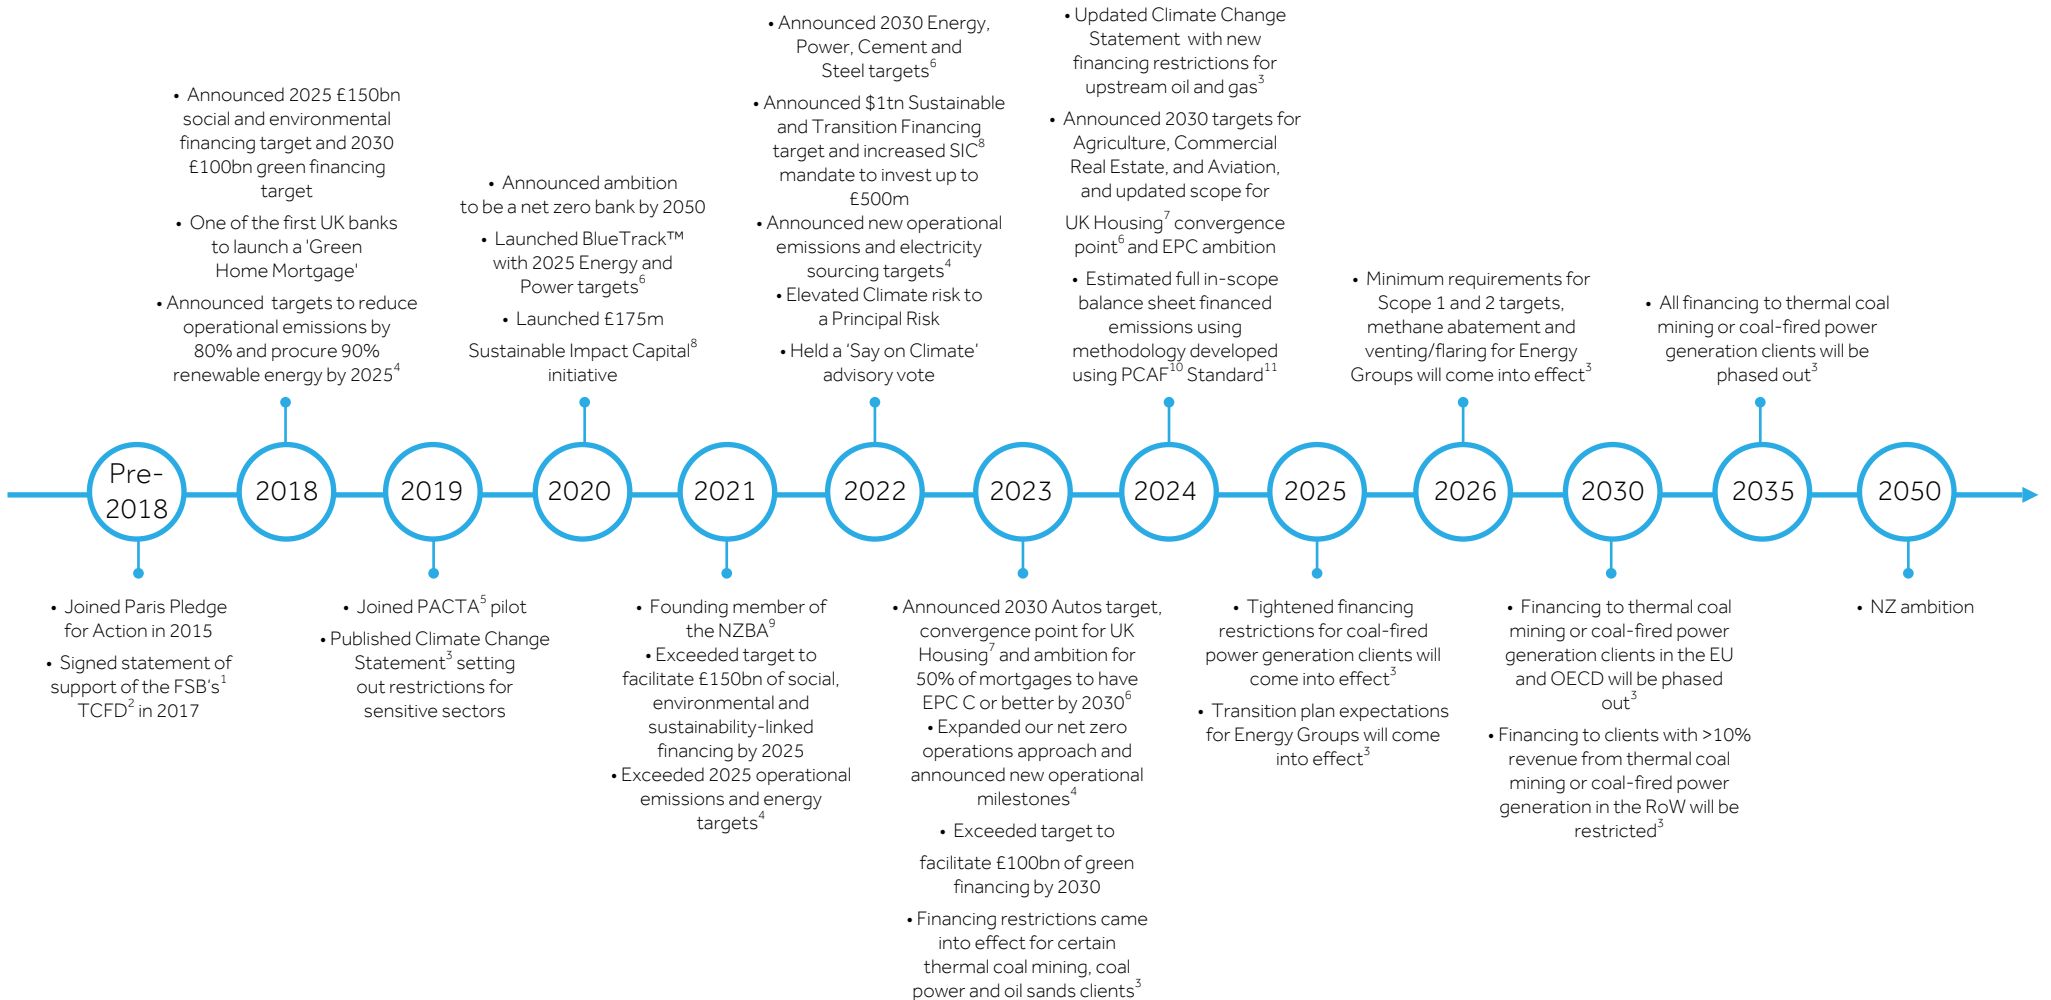 • Announced 2025 £150bn
social and environmental
financing target and 2030
£100bn green financing
target
• One of the first UK banks
to launch a 'Green
Home Mortgage'
• Announced targets to reduce
operational emissions by
80% and procure 90%
renewable energy by 2025⁴
• Announced ambition
to be a net zero bank by 2050
• Launched BlueTrack™
with 2025 Energy and
Power targets⁶
• Launched £175m
Sustainable Impact Capital⁸
initiative
• Announced 2030 Energy,
Power, Cement and
Steel targets⁶
• Announced $1tn Sustainable
and Transition Financing
target and increased SIC⁸
mandate to invest up to
£500m
• Announced new operational
emissions and electricity
sourcing targets⁴
• Elevated Climate risk to
a Principal Risk
• Held a ‘Say on Climate’
advisory vote
• Updated Climate Change
Statement with new
financing restrictions for
upstream oil and gas³
• Announced 2030 targets for
Agriculture, Commercial
Real Estate, and Aviation,
and updated scope for
UK Housing⁷ convergence
point⁶ and EPC ambition
• Estimated full in-scope
balance sheet financed
emissions using
methodology developed
using PCAF¹⁰ Standard¹¹
• Minimum requirements for
Scope 1 and 2 targets,
methane abatement and
venting/flaring for Energy
Groups will come into effect³
• All financing to thermal coal
mining or coal-fired power
generation clients will be
phased out³
Pre-
2018
2018
2019
2020
2021
2022
2023
2024
2025
2026
2030
2035
2050
• Joined Paris Pledge
for Action in 2015
• Signed statement of
support of the FSB's¹
TCFD² in 2017
• Joined PACTA⁵ pilot
• Published Climate Change
Statement³ setting
out restrictions for
sensitive sectors
• Founding member of
the NZBA⁹
• Exceeded target to
facilitate £150bn of social,
environmental and
sustainability-linked
financing by 2025
• Exceeded 2025 operational
emissions and energy
targets⁴
• Announced 2030 Autos target,
convergence point for UK
Housing⁷ and ambition for
50% of mortgages to have
EPC C or better by 2030⁶
• Expanded our net zero
operations approach and
announced new operational
milestones⁴
• Exceeded target to
facilitate £100bn of green
financing by 2030
• Financing restrictions came
into effect for certain
thermal coal mining, coal
power and oil sands clients³
• Tightened financing
restrictions for coal-fired
power generation clients will
come into effect³
• Transition plan expectations
for Energy Groups will come
into effect³
• Financing to thermal coal
mining or coal-fired power
generation clients in the EU
and OECD will be phased
out³
• Financing to clients with >10%
revenue from thermal coal
mining or coal-fired power
generation in the RoW will be
restricted³
• NZ ambition